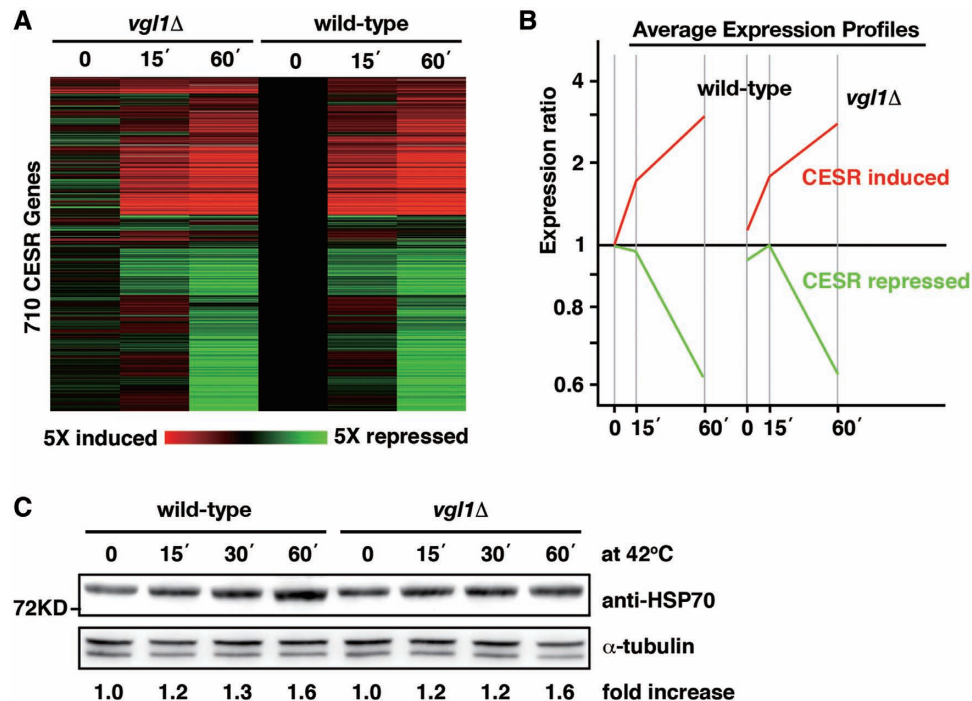 A
vgl1Δ wild-type
0 15′ 60′ 0 15′ 60′
710 CESR Genes
5X induced 5X repressed
B
Average Expression Profiles
wild-type vgl1Δ
Expression ratio
4
2
1
0.8
0.6
CESR induced
CESR repressed
0 15′ 60′ 0 15′ 60′
C
wild-type vgl1Δ
0 15′ 30′ 60′ 0 15′ 30′ 60′ at 42ºC
72KD
anti-HSP70
α-tubulin
1.0 1.2 1.3 1.6 1.0 1.2 1.2 1.6 fold increase